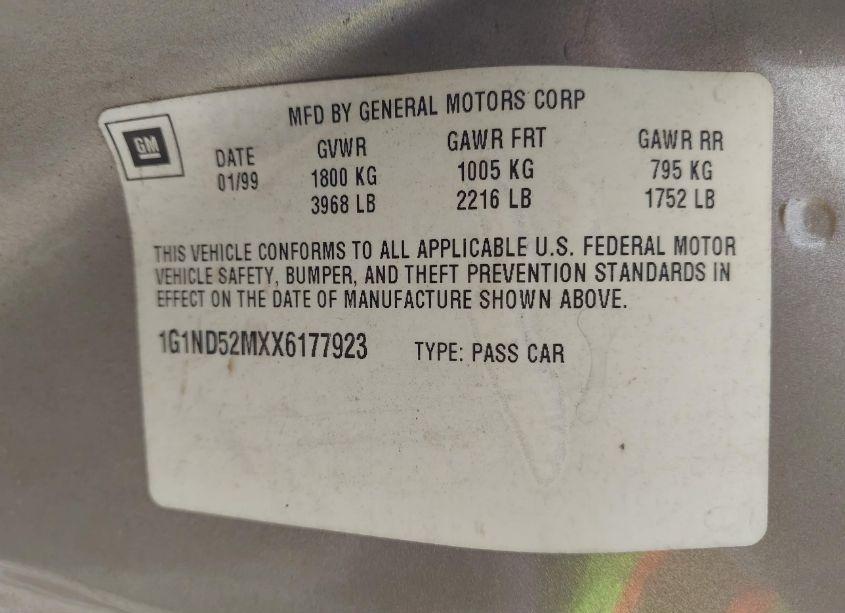 MFD BY GENERAL MOTORS CORP
GM
DATE GVWR GAWR FRT GAWR RR
01/99 1800 KG 1005 KG 795 KG
3968 LB 2216 LB 1752 LB
THIS VEHICLE CONFORMS TO ALL APPLICABLE U.S. FEDERAL MOTOR
VEHICLE SAFETY, BUMPER, AND THEFT PREVENTION STANDARDS IN
EFFECT ON THE DATE OF MANUFACTURE SHOWN ABOVE.
1G1ND52MXX6177923 TYPE: PASS CAR